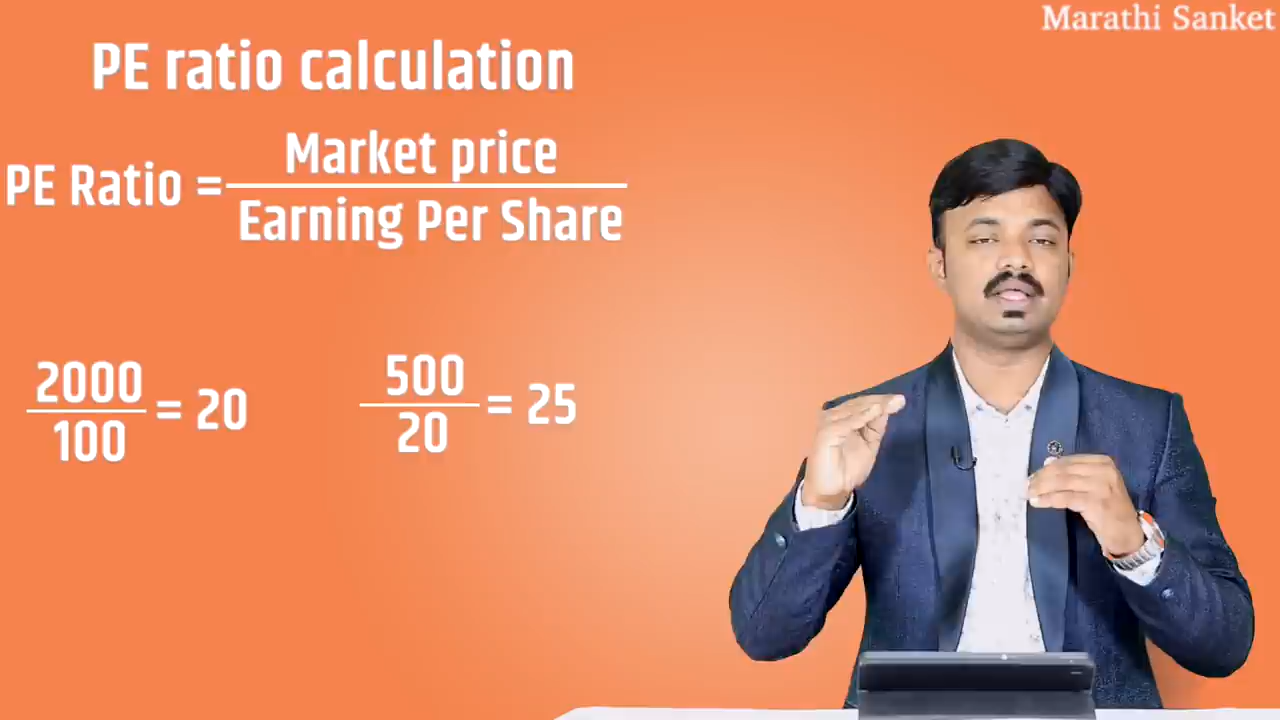 Marathi Sanket
PE ratio calculation
PE Ratio = Market price
Earning Per Share
2000
100
= 20
500
20
= 25